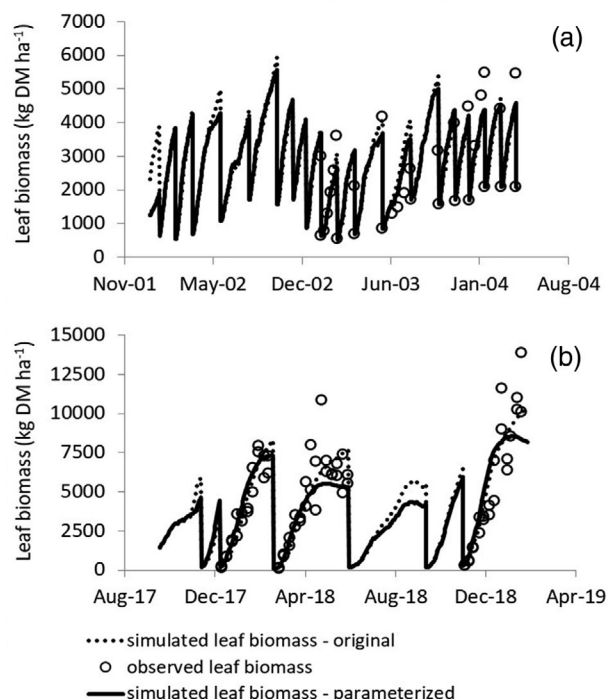 (a)
Leaf biomass (kg DM ha⁻¹)
7000
6000
5000
4000
3000
2000
1000
0
Nov-01 May-02 Dec-02 Jun-03 Jan-04 Aug-04
(b)
Leaf biomass (kg DM ha⁻¹)
15000
12500
10000
7500
5000
2500
0
Aug-17 Dec-17 Apr-18 Aug-18 Dec-18 Apr-19
simulated leaf biomass - original
observed leaf biomass
simulated leaf biomass - parameterized